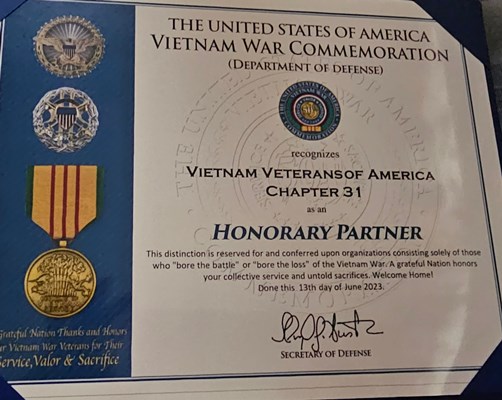 THE UNITED STATES OF AMERICA
VIETNAM WAR COMMEMORATION
(DEPARTMENT OF DEFENSE)
recognizes
VIETNAM VETERANSOF AMERICA
CHAPTER 31
as an
HONORARY PARTNER
This distinction is reserved for and conferred upon organizations consisting solely of those
who "bore the battle" or "bore the loss" of the Vietnam War. A grateful Nation honors
your collective service and untold sacrifices. Welcome Home!
Done this 13th day of June 2023.
SECRETARY OF DEFENSE
Grateful Nation Thanks and Honors
our Vietnam War Veterans for Their
Service, Valor & Sacrifice